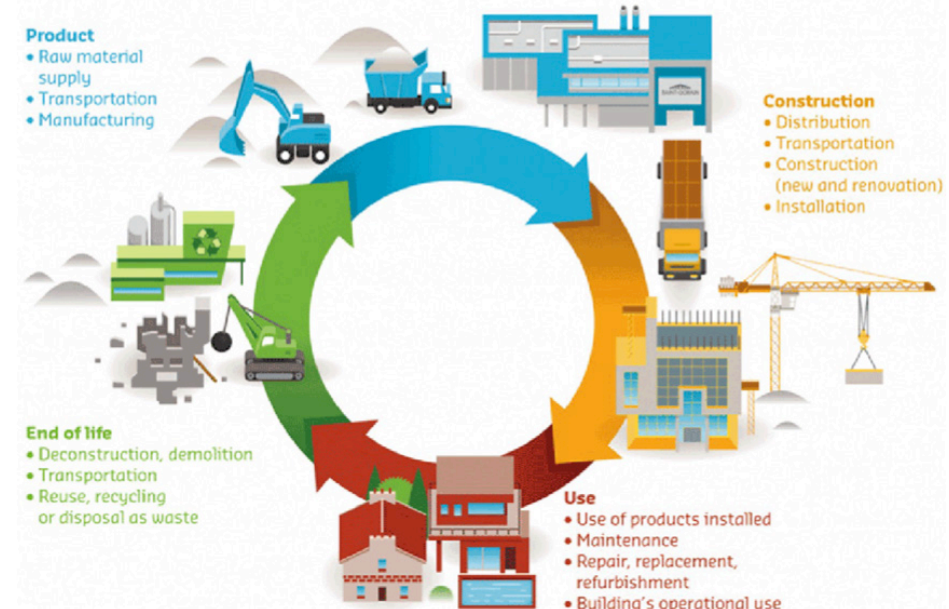 Product
• Raw material
supply
• Transportation
• Manufacturing
SAINT-GOBAIN
Construction
• Distribution
• Transportation
• Construction
(new and renovation)
• Installation
End of life
• Deconstruction, demolition
• Transportation
• Reuse, recycling
or disposal as waste
Use
• Use of products installed
• Maintenance
• Repair, replacement,
refurbishment
• Building's operational use